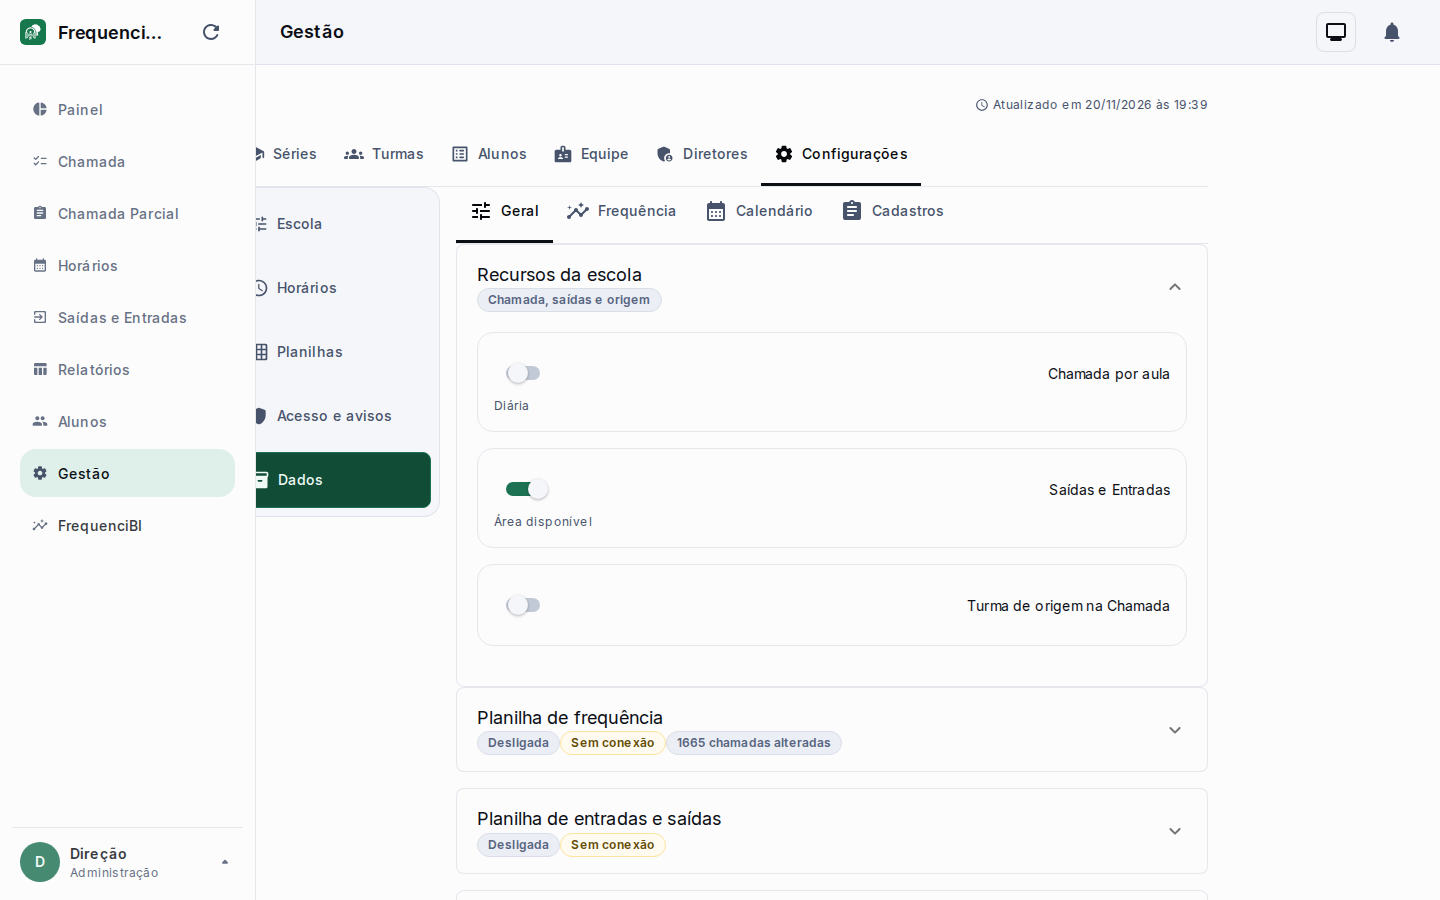 Frequenci...
Gestão
Painel
Chamada
Chamada Parcial
Horários
Saídas e Entradas
Relatórios
Alunos
Gestão
FrequenciBI
D
Direção
Administração
Atualizado em 20/11/2026 às 19:39
Séries
Turmas
Alunos
Equipe
Diretores
Configurações
Escola
Horários
Planilhas
Acesso e avisos
Dados
Geral
Frequência
Calendário
Cadastros
Recursos da escola
Chamada, saídas e origem
Chamada por aula
Diária
Saídas e Entradas
Área disponível
Turma de origem na Chamada
Planilha de frequência
Desligada
Sem conexão
1665 chamadas alteradas
Planilha de entradas e saídas
Desligada
Sem conexão